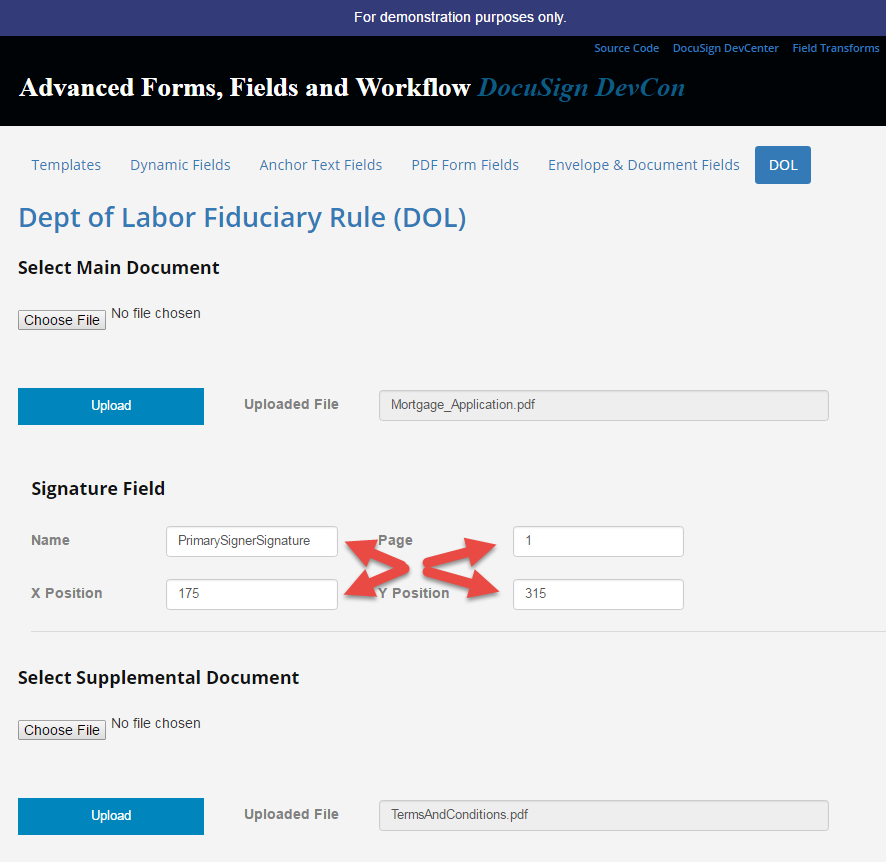 For demonstration purposes only.
Source Code DocuSign DevCenter Field Transforms
Advanced Forms, Fields and Workflow DocuSign DevCon
Templates Dynamic Fields Anchor Text Fields PDF Form Fields Envelope & Document Fields DOL
Dept of Labor Fiduciary Rule (DOL)
Select Main Document
Choose File No file chosen
Upload Uploaded File Mortgage_Application.pdf
Signature Field
Name PrimarySignerSignature Page 1
X Position 175 Y Position 315
Select Supplemental Document
Choose File No file chosen
Upload Uploaded File TermsAndConditions.pdf